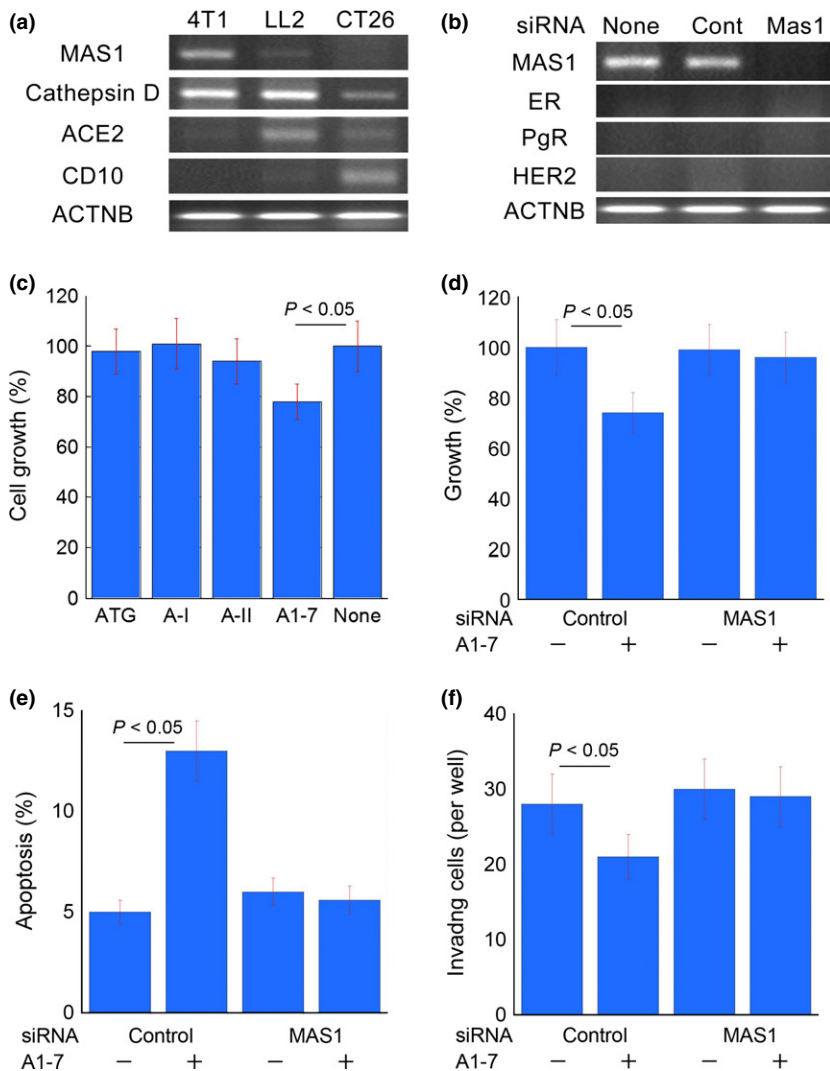 (a)
4T1 LL2 CT26
MAS1
Cathepsin D
ACE2
CD10
ACTNB
(b)
siRNA None Cont Mas1
MAS1
ER
PgR
HER2
ACTNB
(c)
120
100
80
60
40
20
0
Cell growth (%)
P < 0.05
ATG A-I A-II A1-7 None
(d)
120
100
80
60
40
20
0
Growth (%)
P < 0.05
siRNA Control MAS1
A1-7 − + − +
(e)
15
10
5
0
Apoptosis (%)
P < 0.05
siRNA Control MAS1
A1-7 − + − +
(f)
40
30
20
10
0
Invadng cells (per well)
P < 0.05
siRNA Control MAS1
A1-7 − + − +